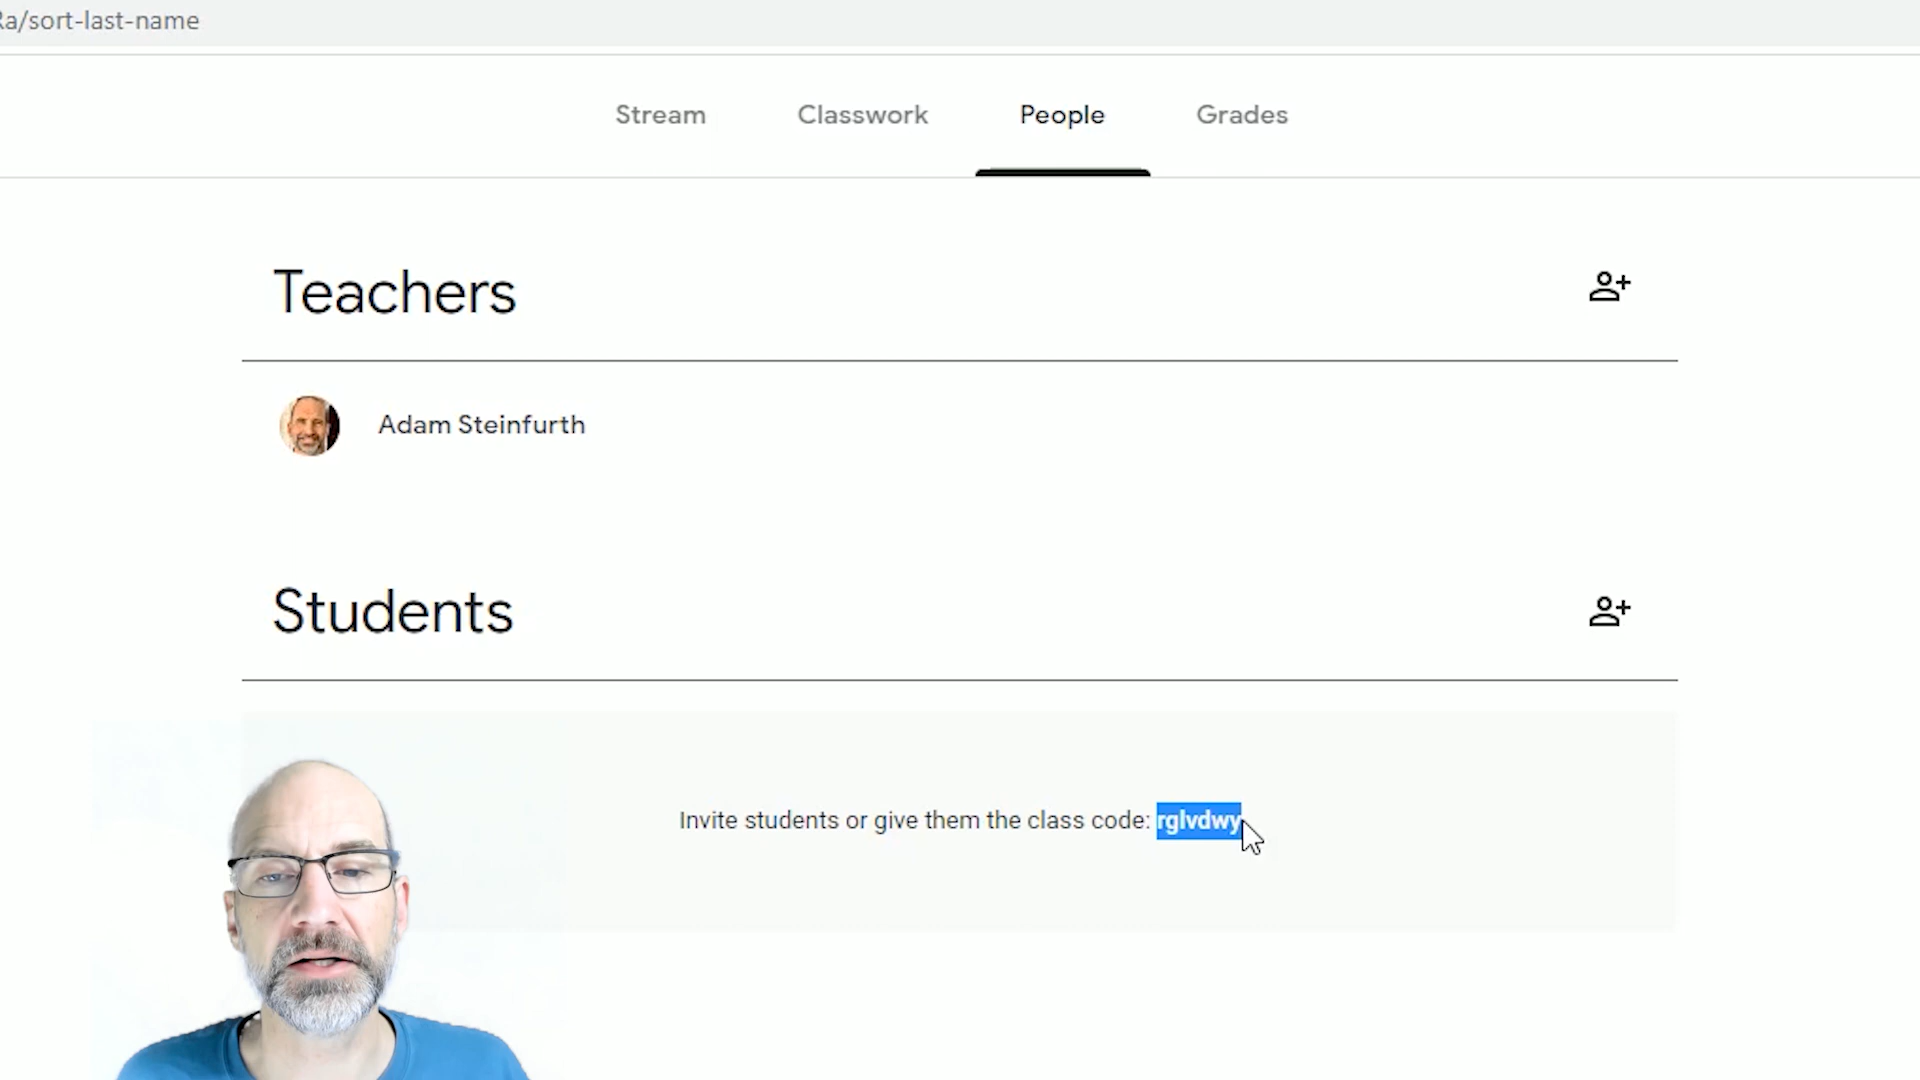 Ra/sort-last-name
Stream Classwork People Grades
Teachers
Adam Steinfurth
Students
Invite students or give them the class code: rglvdwy